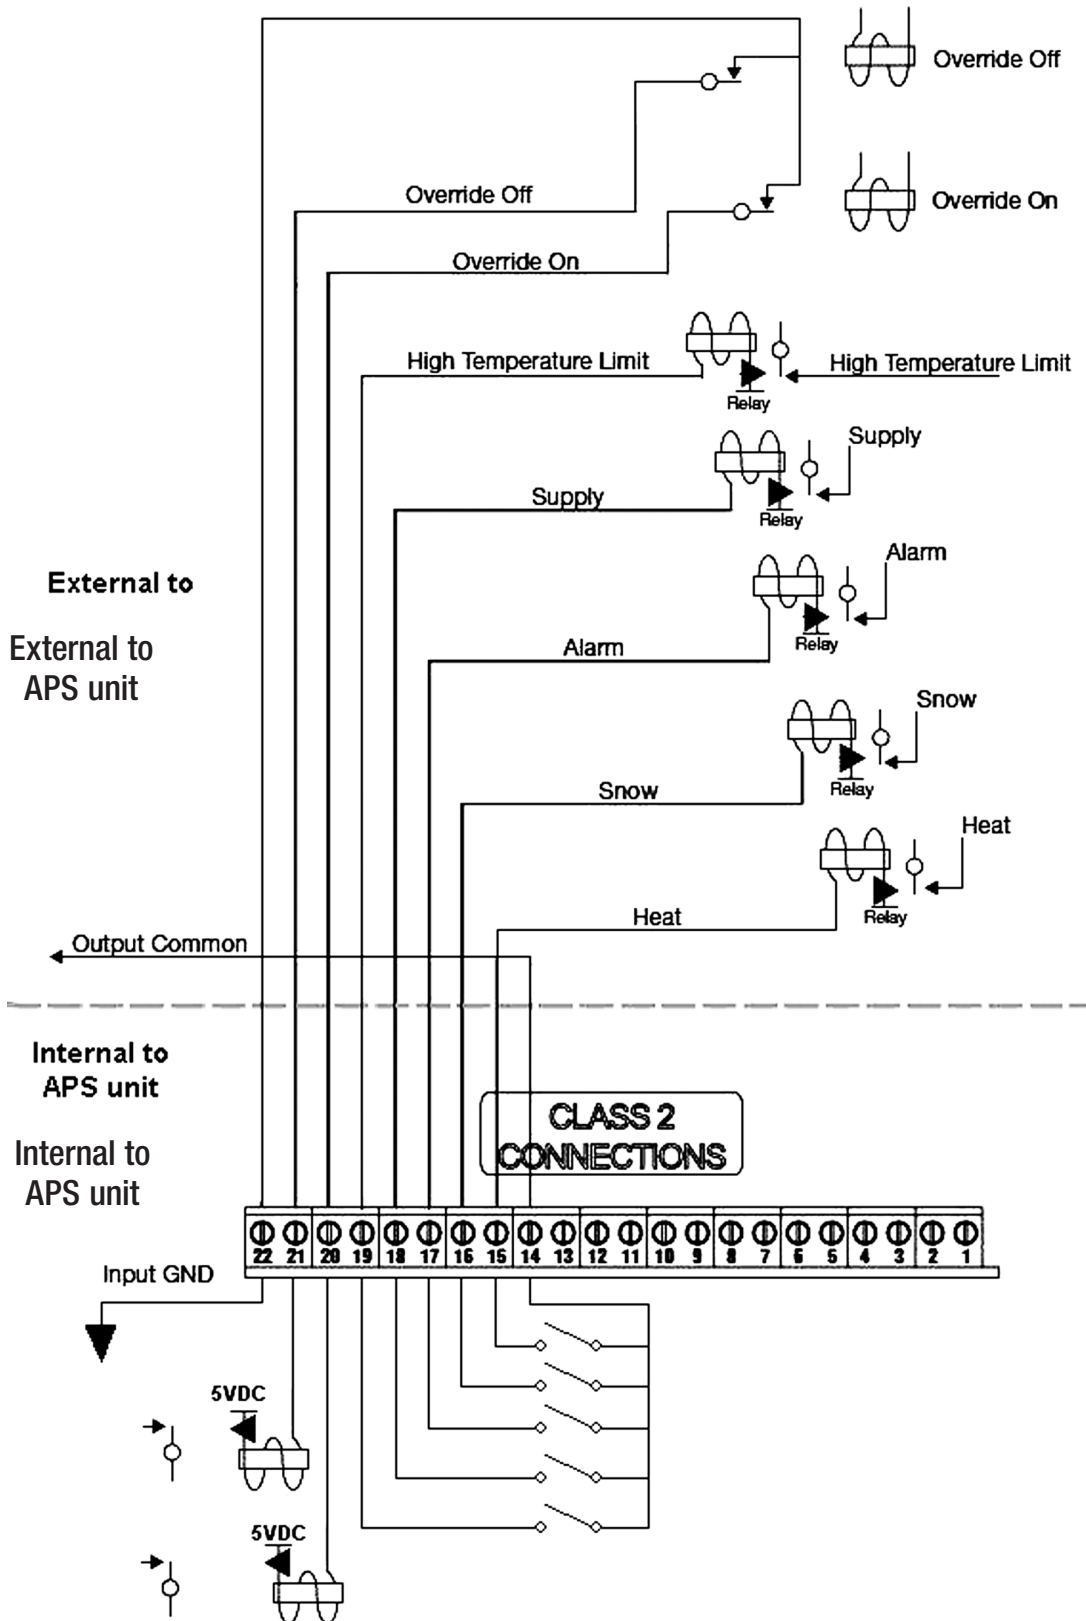 Override Off
Override Off
Override On
Override On
High Temperature Limit
High Temperature Limit
Relay
Supply
Supply
Relay
Alarm
External to
Alarm
Relay
External to
APS unit
Snow
Snow
Relay
Heat
Heat
Relay
Output Common
Internal to
APS unit
CLASS 2
CONNECTIONS
Internal to
APS unit
22 21 20 19 18 17 16 15 14 13 12 11 10 9 8 7 6 5 4 3 2 1
Input GND
5VDC
5VDC